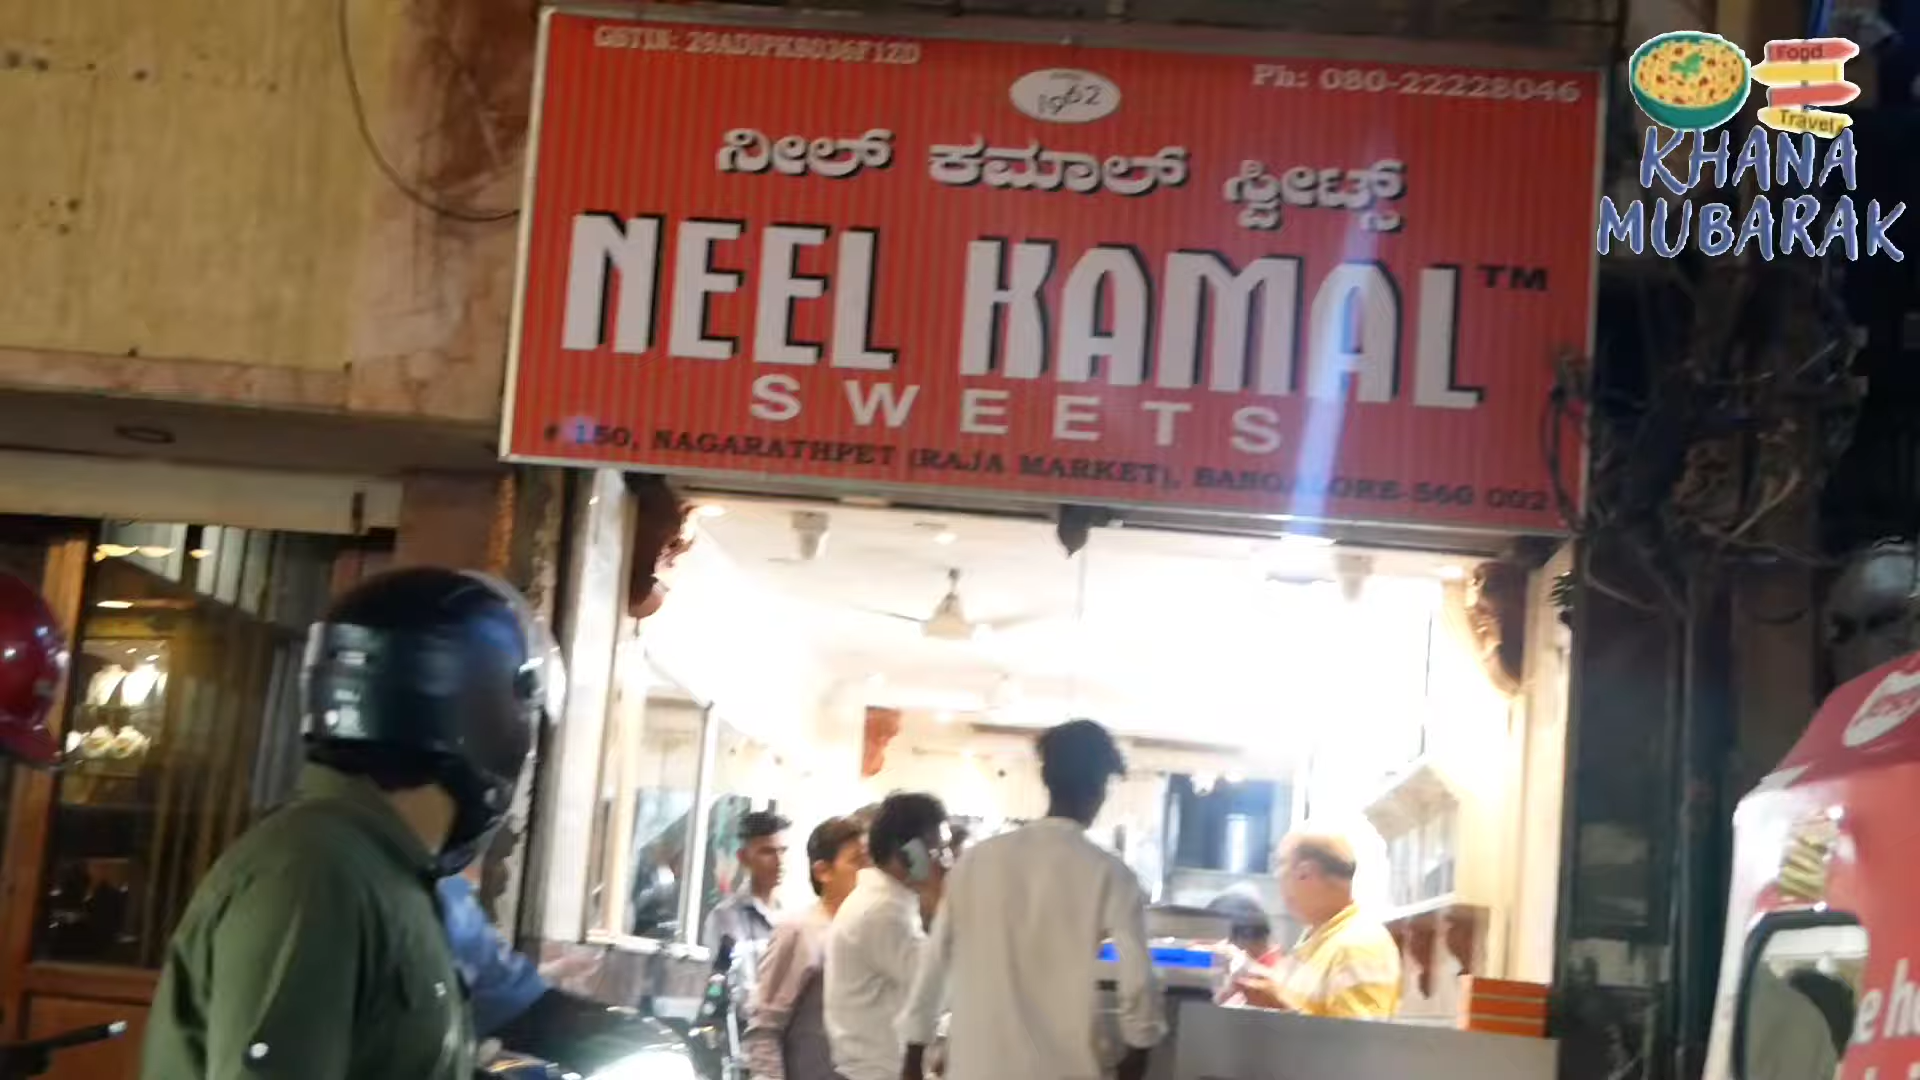 GSTIN: 29ADIPK8036F1ZD
Ph: 080-22228046
1962
ನೀಲ್ ಕಮಾಲ್ ಸ್ವೀಟ್ಸ್
NEEL KAMAL™
SWEETS
# 150, NAGARATHPET (RAJA MARKET), BANGALORE-560 002
Food
Travel
KHANA
MUBARAK